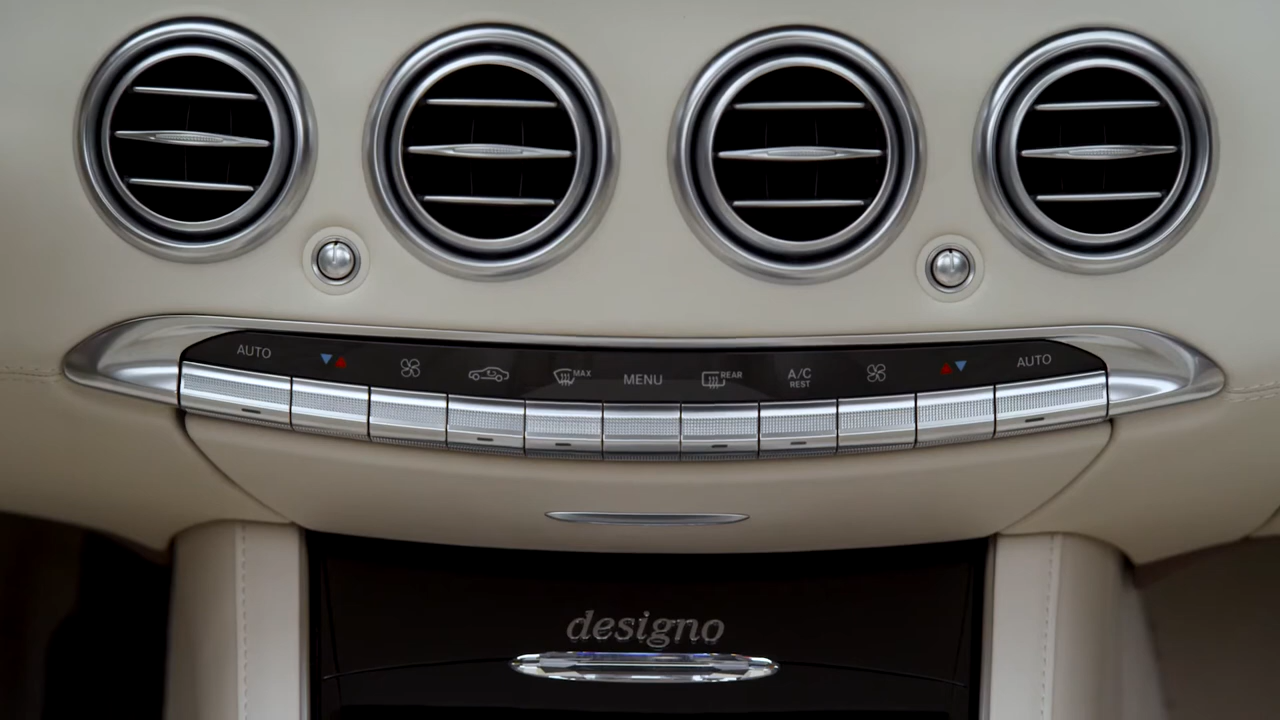 AUTO
MAX
MENU
REAR
A/C
REST
AUTO
designo